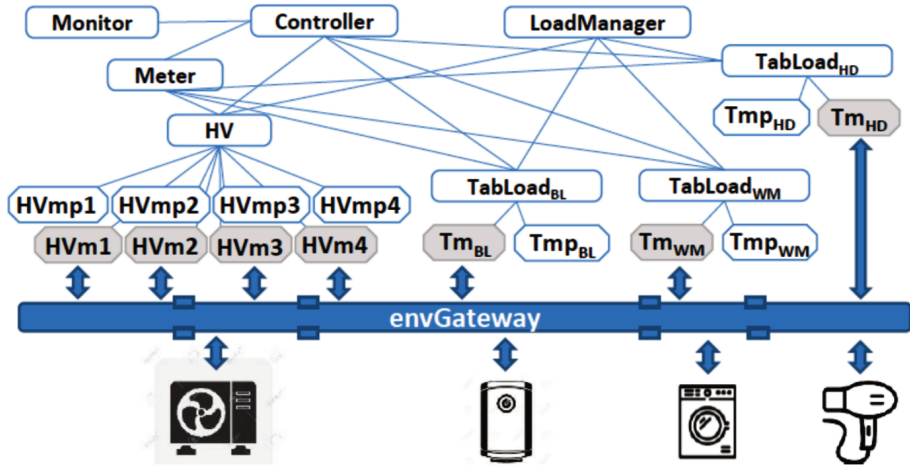 Monitor
Controller
LoadManager
Meter
TabLoadHD
HV
TmpHD
TmHD
HVmp1
HVmp2
HVmp3
HVmp4
TabLoadBL
TabLoadWM
HVm1
HVm2
HVm3
HVm4
TmBL
TmpBL
TmWM
TmpWM
envGateway